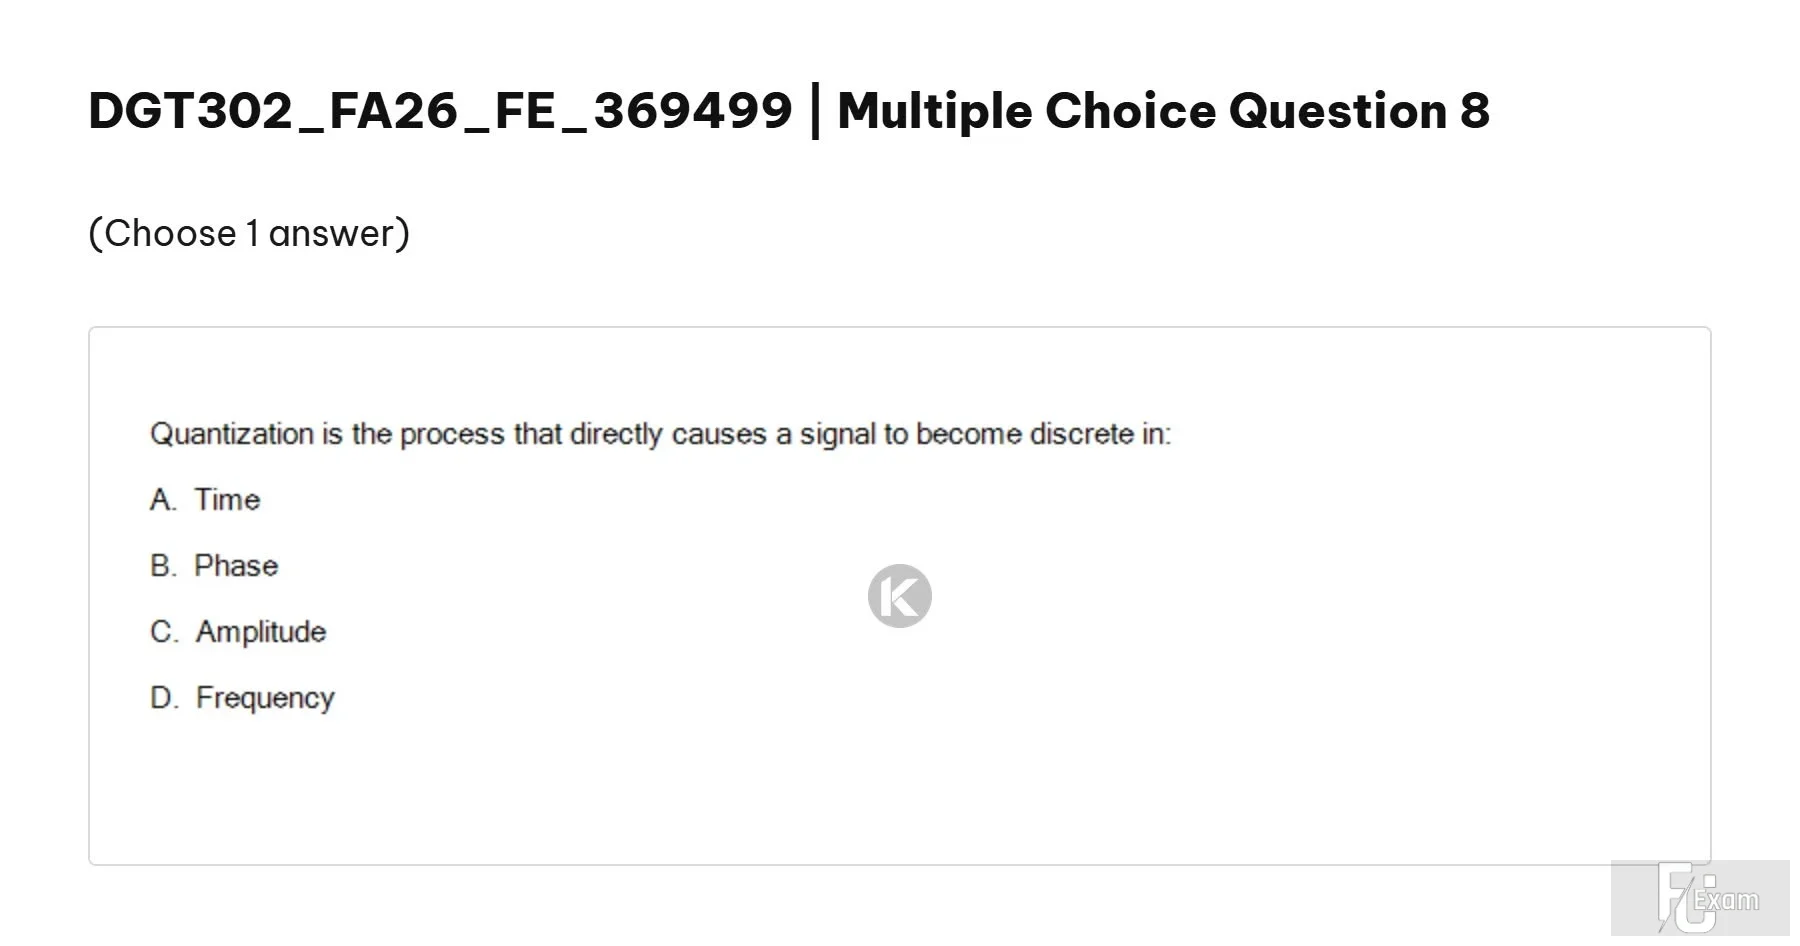 DGT302_FA26_FE_369499 | Multiple Choice Question 8
(Choose 1 answer)
Quantization is the process that directly causes a signal to become discrete in:
A. Time
B. Phase
C. Amplitude
D. Frequency
K
FU Exam